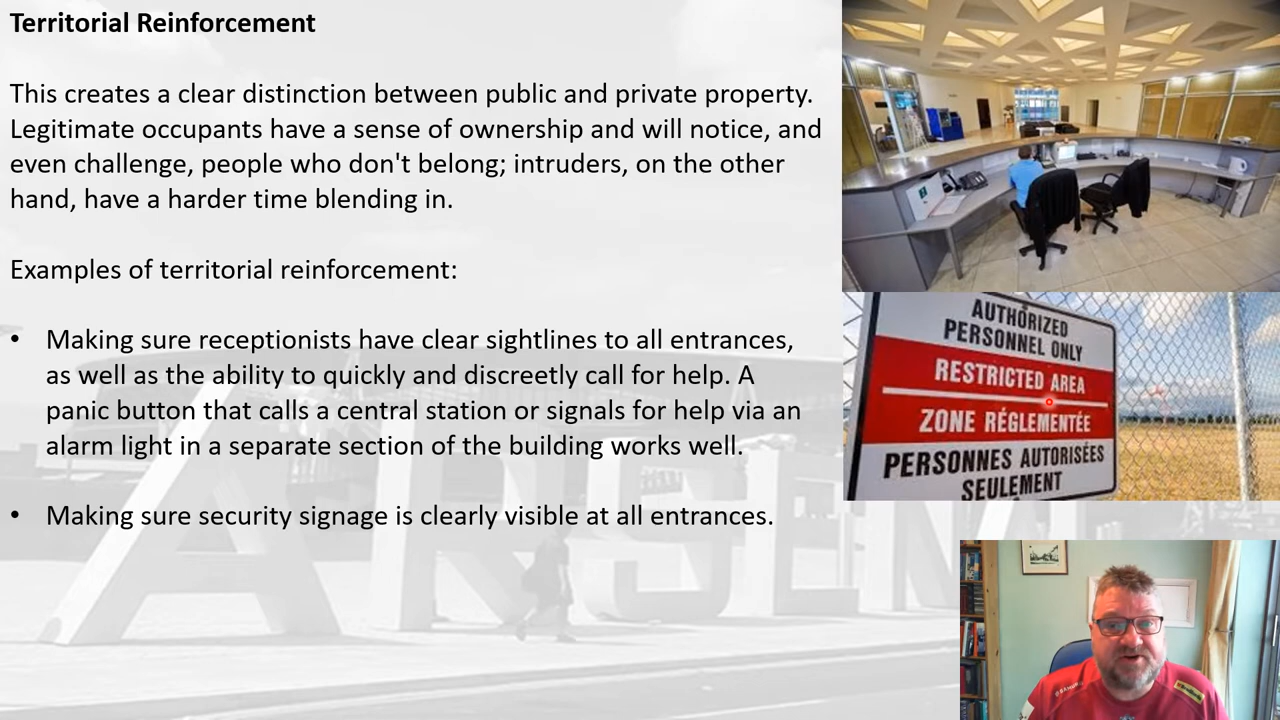 Territorial Reinforcement
This creates a clear distinction between public and private property.
Legitimate occupants have a sense of ownership and will notice, and
even challenge, people who don't belong; intruders, on the other
hand, have a harder time blending in.
Examples of territorial reinforcement:
• Making sure receptionists have clear sightlines to all entrances,
as well as the ability to quickly and discreetly call for help. A
panic button that calls a central station or signals for help via an
alarm light in a separate section of the building works well.
• Making sure security signage is clearly visible at all entrances.
AUTHORIZED
PERSONNEL ONLY
RESTRICTED AREA
ZONE RÉGLEMENTÉE
PERSONNES AUTORISÉES
SEULEMENT
ARSEN